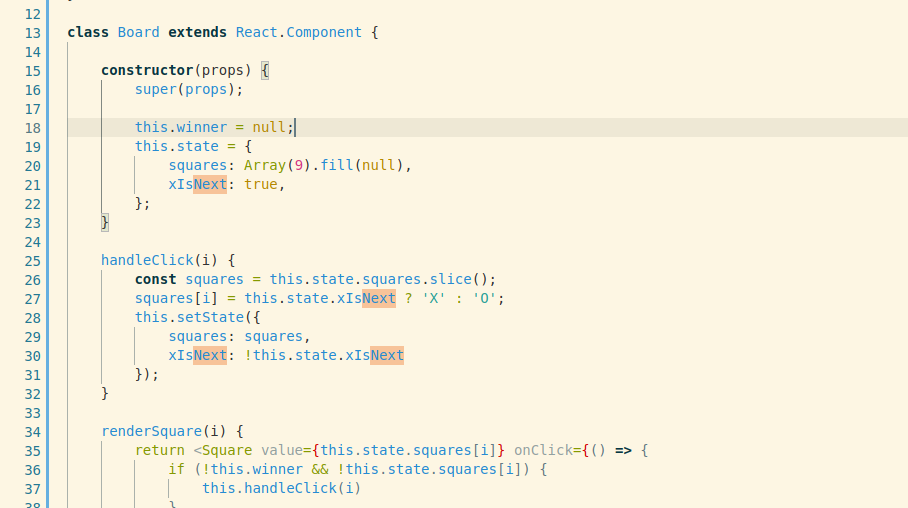 12
13 class Board extends React.Component {
14
15 constructor(props) {
16 super(props);
17
18 this.winner = null;
19 this.state = {
20 squares: Array(9).fill(null),
21 xIsNext: true,
22 };
23 }
24
25 handleClick(i) {
26 const squares = this.state.squares.slice();
27 squares[i] = this.state.xIsNext ? 'X' : 'O';
28 this.setState({
29 squares: squares,
30 xIsNext: !this.state.xIsNext
31 });
32 }
33
34 renderSquare(i) {
35 return <Square value={this.state.squares[i]} onClick={() => {
36 if (!this.winner && !this.state.squares[i]) {
37 this.handleClick(i)
38 }